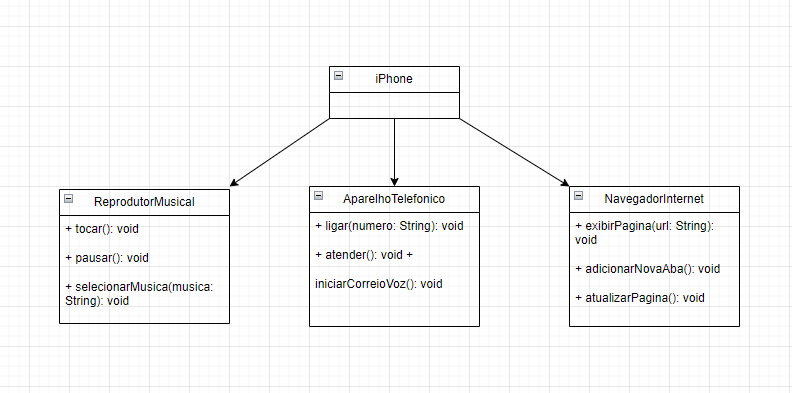 iPhone
ReprodutorMusical
+ tocar(): void
+ pausar(): void
+ selecionarMusica(musica:
String): void
AparelhoTelefonico
+ ligar(numero: String): void
+ atender(): void +
iniciarCorreioVoz(): void
NavegadorInternet
+ exibirPagina(url: String):
void
+ adicionarNovaAba(): void
+ atualizarPagina(): void